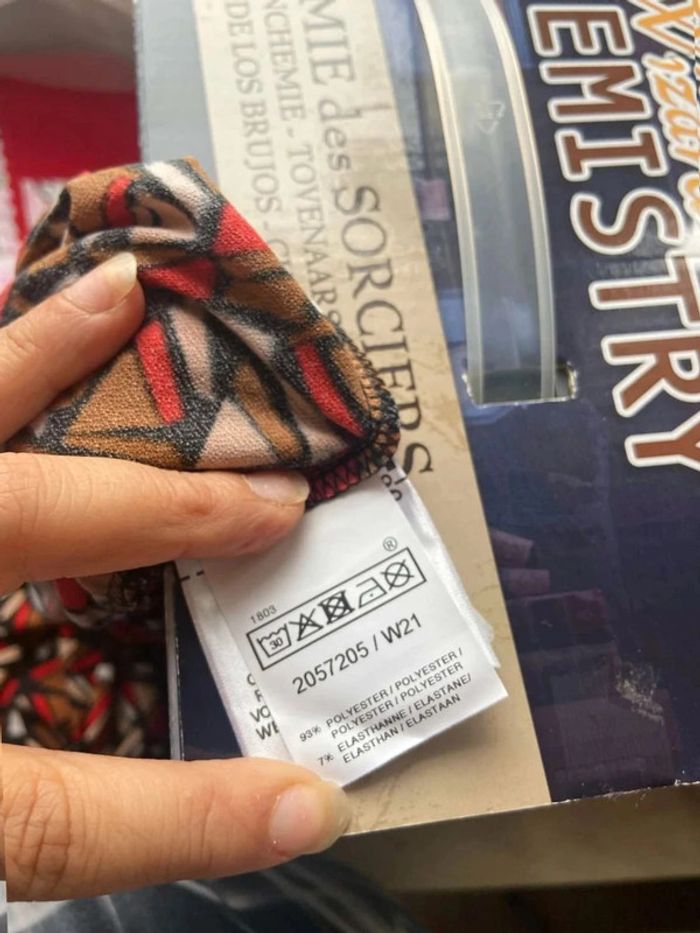 Wizard
EMISTRY
MIE des SORCIERS
NCHEMIE - TOVENAARS
DE LOS BRUJOS -
®
1803
30
2057205 / W21
93% POLYESTER / POLYESTER /
POLYESTER / POLYESTER
7% ELASTHANNE / ELASTANE /
ELASTHAN / ELASTAAN